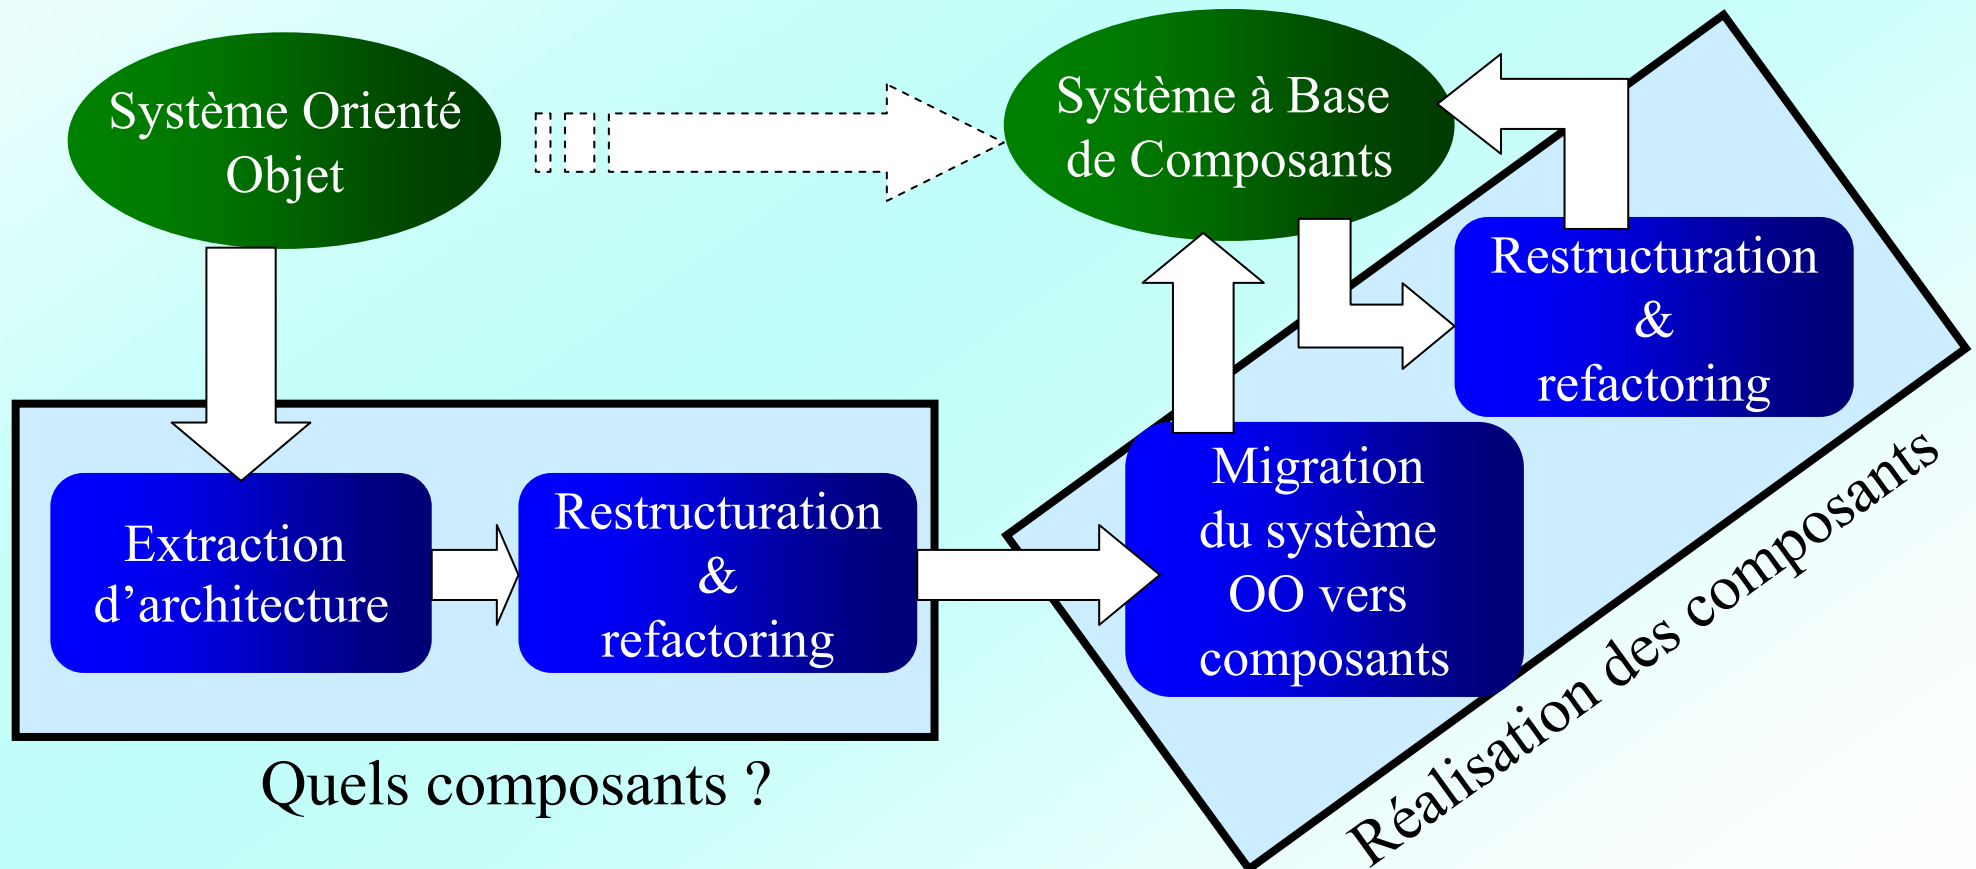 Système Orienté
Objet
Système à Base
de Composants
Restructuration
&
refactoring
Extraction
d’architecture
Restructuration
&
refactoring
Migration
du système
OO vers
composants
Quels composants ?
Réalisation des composants